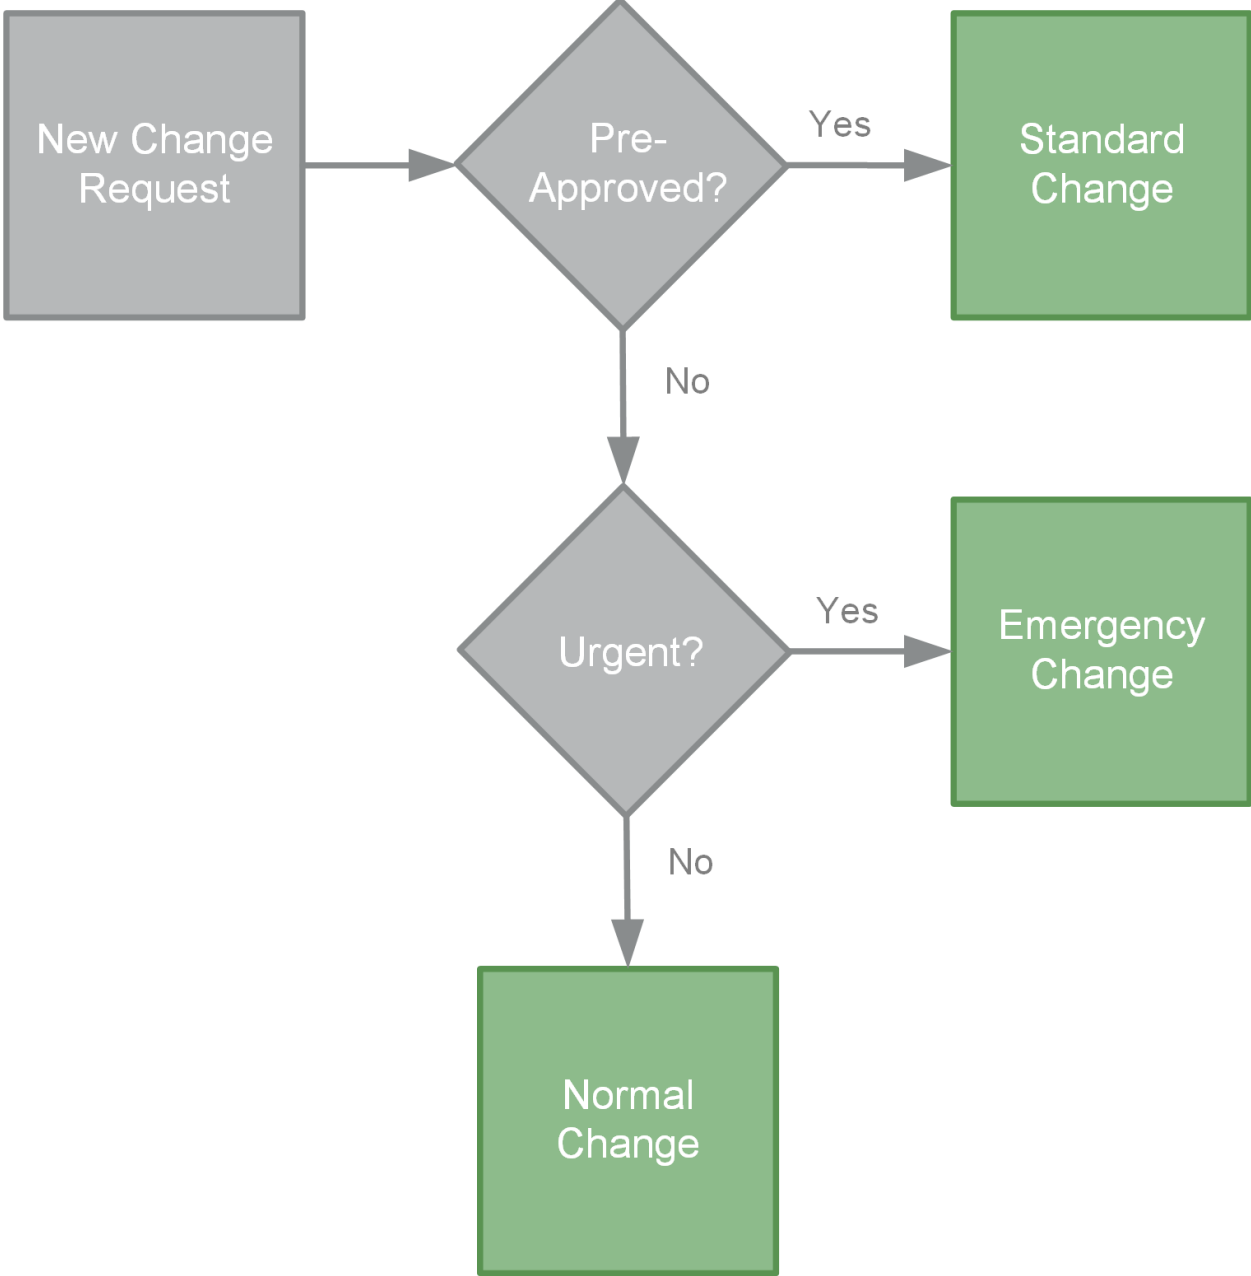 New Change
Request
Pre-
Approved?
Yes
Standard
Change
No
Urgent?
Yes
Emergency
Change
No
Normal
Change